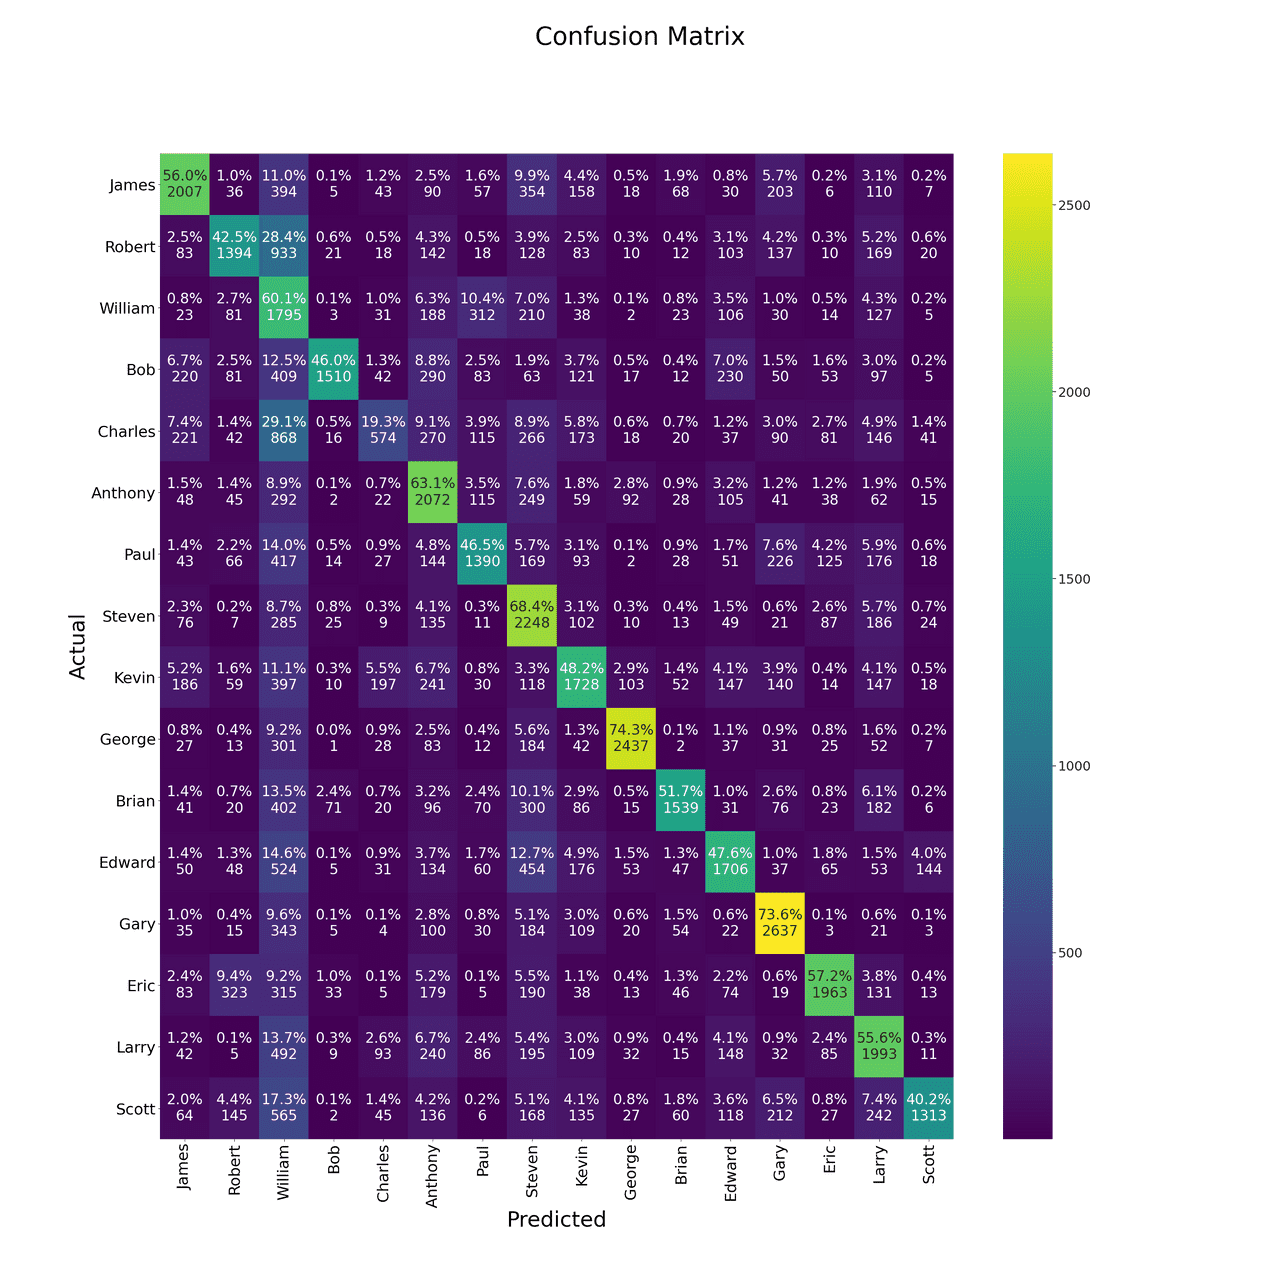 Confusion Matrix
James 56.0% 1.0% 11.0% 0.1% 1.2% 2.5% 1.6% 9.9% 4.4% 0.5% 1.9% 0.8% 5.7% 0.2% 3.1% 0.2%
2007 36 394 5 43 90 57 354 158 18 68 30 203 6 110 7
Robert 2.5% 42.5% 28.4% 0.6% 0.5% 4.3% 0.5% 3.9% 2.5% 0.3% 0.4% 3.1% 4.2% 0.3% 5.2% 0.6%
83 1394 933 21 18 142 18 128 83 10 12 103 137 10 169 20
William 0.8% 2.7% 60.1% 0.1% 1.0% 6.3% 10.4% 7.0% 1.3% 0.1% 0.8% 3.5% 1.0% 0.5% 4.3% 0.2%
23 81 1795 3 31 188 312 210 38 2 23 106 30 14 127 5
Bob 6.7% 2.5% 12.5% 46.0% 1.3% 8.8% 2.5% 1.9% 3.7% 0.5% 0.4% 7.0% 1.5% 1.6% 3.0% 0.2%
220 81 409 1510 42 290 83 63 121 17 12 230 50 53 97 5
Charles 7.4% 1.4% 29.1% 0.5% 19.3% 9.1% 3.9% 8.9% 5.8% 0.6% 0.7% 1.2% 3.0% 2.7% 4.9% 1.4%
221 42 868 16 574 270 115 266 173 18 20 37 90 81 146 41
Anthony 1.5% 1.4% 8.9% 0.1% 0.7% 63.1% 3.5% 7.6% 1.8% 2.8% 0.9% 3.2% 1.2% 1.2% 1.9% 0.5%
48 45 292 2 22 2072 115 249 59 92 28 105 41 38 62 15
Paul 1.4% 2.2% 14.0% 0.5% 0.9% 4.8% 46.5% 5.7% 3.1% 0.1% 0.9% 1.7% 7.6% 4.2% 5.9% 0.6%
43 66 417 14 27 144 1390 169 93 2 28 51 226 125 176 18
Steven 2.3% 0.2% 8.7% 0.8% 0.3% 4.1% 0.3% 68.4% 3.1% 0.3% 0.4% 1.5% 0.6% 2.6% 5.7% 0.7%
76 7 285 25 9 135 11 2248 102 10 13 49 21 87 186 24
Kevin 5.2% 1.6% 11.1% 0.3% 5.5% 6.7% 0.8% 3.3% 48.2% 2.9% 1.4% 4.1% 3.9% 0.4% 4.1% 0.5%
186 59 397 10 197 241 30 118 1728 103 52 147 140 14 147 18
George 0.8% 0.4% 9.2% 0.0% 0.9% 2.5% 0.4% 5.6% 1.3% 74.3% 0.1% 1.1% 0.9% 0.8% 1.6% 0.2%
27 13 301 1 28 83 12 184 42 2437 2 37 31 25 52 7
Brian 1.4% 0.7% 13.5% 2.4% 0.7% 3.2% 2.4% 10.1% 2.9% 0.5% 51.7% 1.0% 2.6% 0.8% 6.1% 0.2%
41 20 402 71 20 96 70 300 86 15 1539 31 76 23 182 6
Edward 1.4% 1.3% 14.6% 0.1% 0.9% 3.7% 1.7% 12.7% 4.9% 1.5% 1.3% 47.6% 1.0% 1.8% 1.5% 4.0%
50 48 524 5 31 134 60 454 176 53 47 1706 37 65 53 144
Gary 1.0% 0.4% 9.6% 0.1% 0.1% 2.8% 0.8% 5.1% 3.0% 0.6% 1.5% 0.6% 73.6% 0.1% 0.6% 0.1%
35 15 343 5 4 100 30 184 109 20 54 22 2637 3 21 3
Eric 2.4% 9.4% 9.2% 1.0% 0.1% 5.2% 0.1% 5.5% 1.1% 0.4% 1.3% 2.2% 0.6% 57.2% 3.8% 0.4%
83 323 315 33 5 179 5 190 38 13 46 74 19 1963 131 13
Larry 1.2% 0.1% 13.7% 0.3% 2.6% 6.7% 2.4% 5.4% 3.0% 0.9% 0.4% 4.1% 0.9% 2.4% 55.6% 0.3%
42 5 492 9 93 240 86 195 109 32 15 148 32 85 1993 11
Scott 2.0% 4.4% 17.3% 0.1% 1.4% 4.2% 0.2% 5.1% 4.1% 0.8% 1.8% 3.6% 6.5% 0.8% 7.4% 40.2%
64 145 565 2 45 136 6 168 135 27 60 118 212 27 242 1313
James Robert William Bob Charles Anthony Paul Steven Kevin George Brian Edward Gary Eric Larry Scott
Predicted
Actual
2500
2000
1500
1000
500